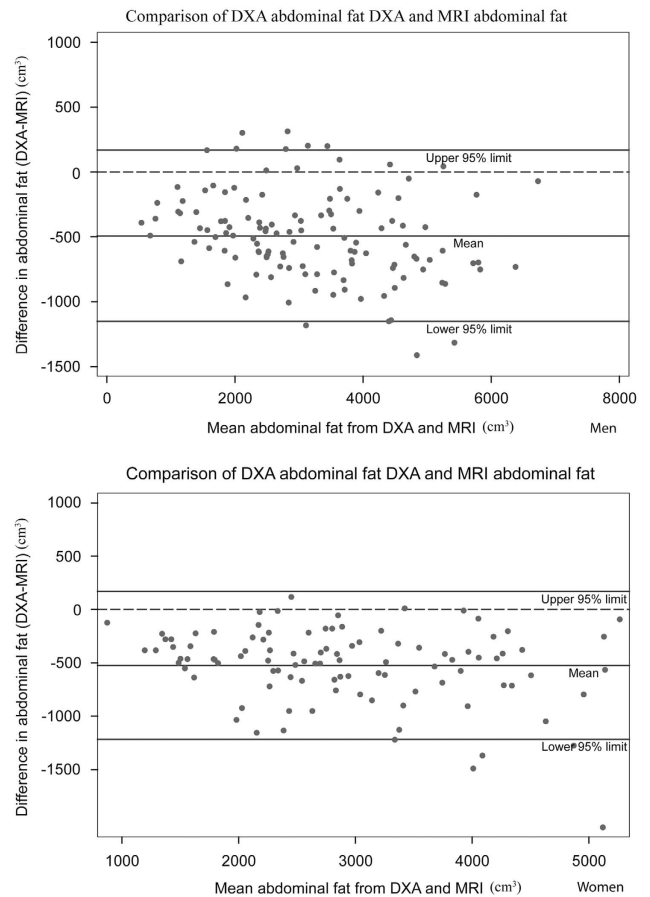 Comparison of DXA abdominal fat DXA and MRI abdominal fat
Difference in abdominal fat (DXA-MRI) (cm³)
1000
500
0
-500
-1000
-1500
Upper 95% limit
Mean
Lower 95% limit
0 2000 4000 6000 8000
Mean abdominal fat from DXA and MRI (cm³) Men
Comparison of DXA abdominal fat DXA and MRI abdominal fat
Difference in abdominal fat (DXA-MRI) (cm³)
1000
500
0
-500
-1000
-1500
Upper 95% limit
Mean
Lower 95% limit
1000 2000 3000 4000 5000
Mean abdominal fat from DXA and MRI (cm³) Women